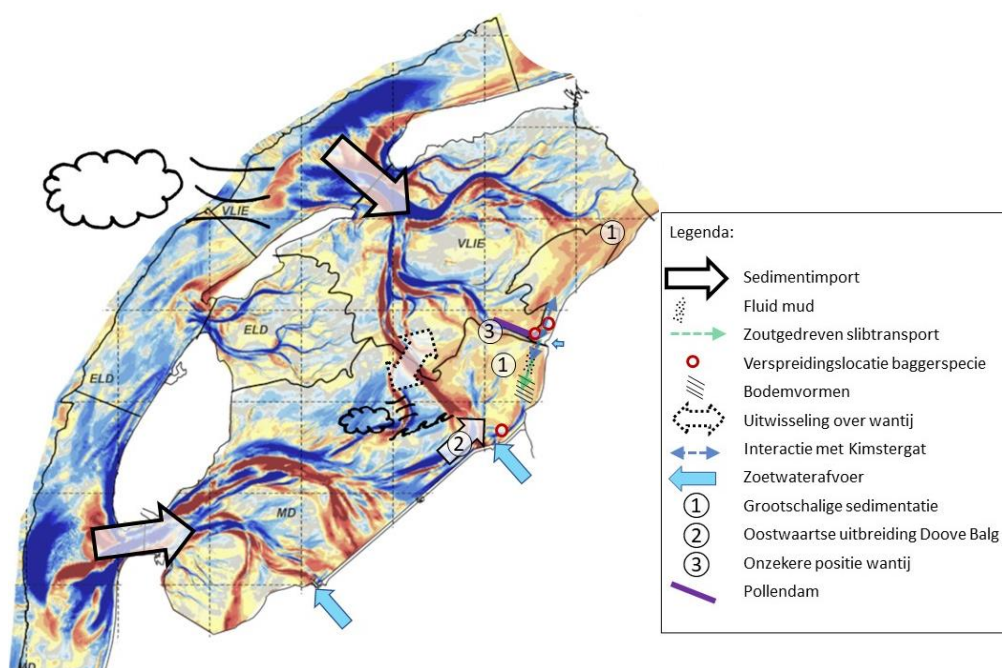 VLIE
VLIE
1
ELD
3
1
ELD
2
MD
MD
Legenda:
Sedimentimport
Fluid mud
Zoutgedreven slibtransport
Verspreidingslocatie baggerspecie
Bodemvormen
Uitwisseling over wantij
Interactie met Kimstergat
Zoetwaterafvoer
1 Grootschalige sedimentatie
2 Oostwaartse uitbreiding Doove Balg
3 Onzekere positie wantij
Pollendam